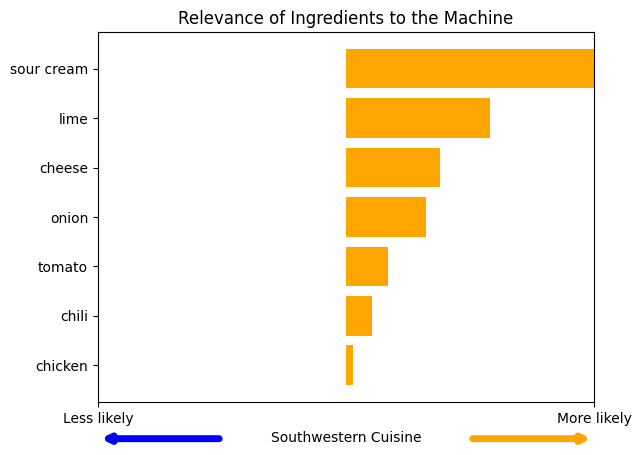 Relevance of Ingredients to the Machine
sour cream
lime
cheese
onion
tomato
chili
chicken
Less likely
More likely
Southwestern Cuisine